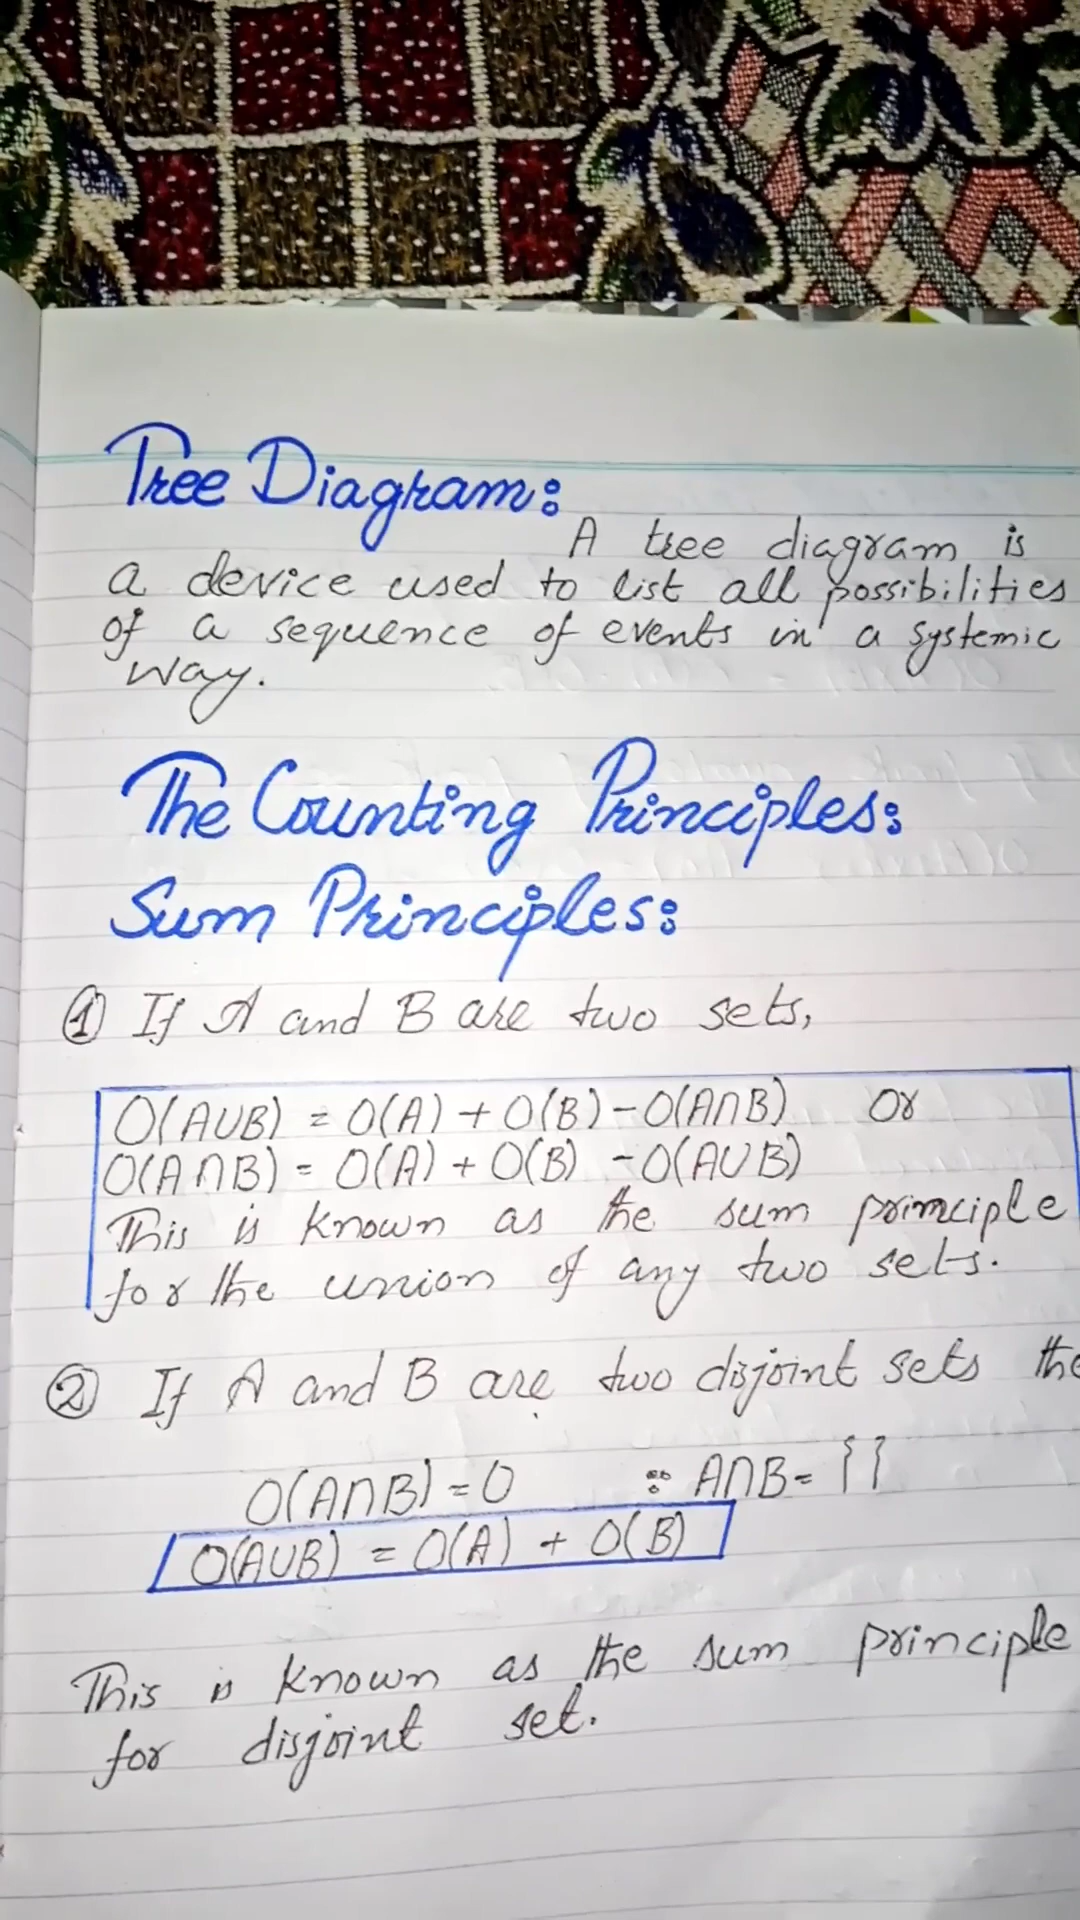 Tree Diagram:
A tree diagram is
a device used to list all possibilities
of a sequence of events in a systemic
way.
The Counting Principles:
Sum Principles:
① If A and B are two sets,
O(A∪B) = O(A) + O(B) - O(A∩B) or
O(A∩B) = O(A) + O(B) - O(A∪B)
This is known as the sum principle
for the union of any two sets.
② If A and B are two disjoint sets the
O(A∩B) = 0 ∵ A∩B = { }
O(A∪B) = O(A) + O(B)
This is known as the sum principle
for disjoint set.